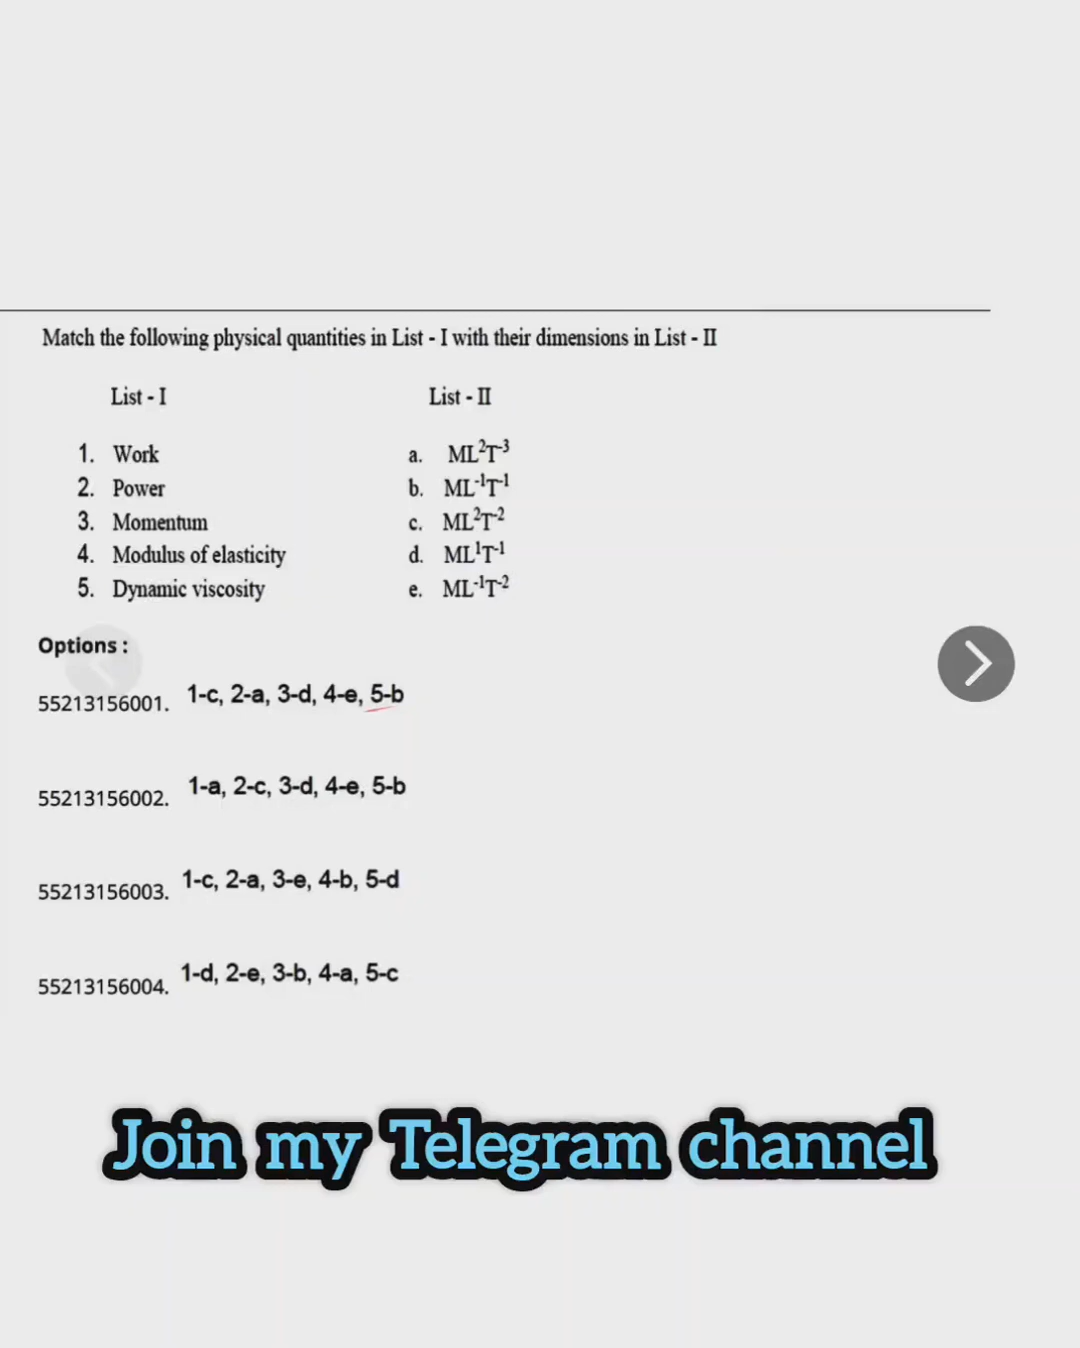 Match the following physical quantities in List - I with their dimensions in List - II
List - I List - II
1. Work a. ML²T⁻³
2. Power b. ML⁻¹T⁻¹
3. Momentum c. ML²T⁻²
4. Modulus of elasticity d. ML¹T⁻¹
5. Dynamic viscosity e. ML⁻¹T⁻²
Options :
55213156001. 1-c, 2-a, 3-d, 4-e, 5-b
55213156002. 1-a, 2-c, 3-d, 4-e, 5-b
55213156003. 1-c, 2-a, 3-e, 4-b, 5-d
55213156004. 1-d, 2-e, 3-b, 4-a, 5-c
Join my Telegram channel